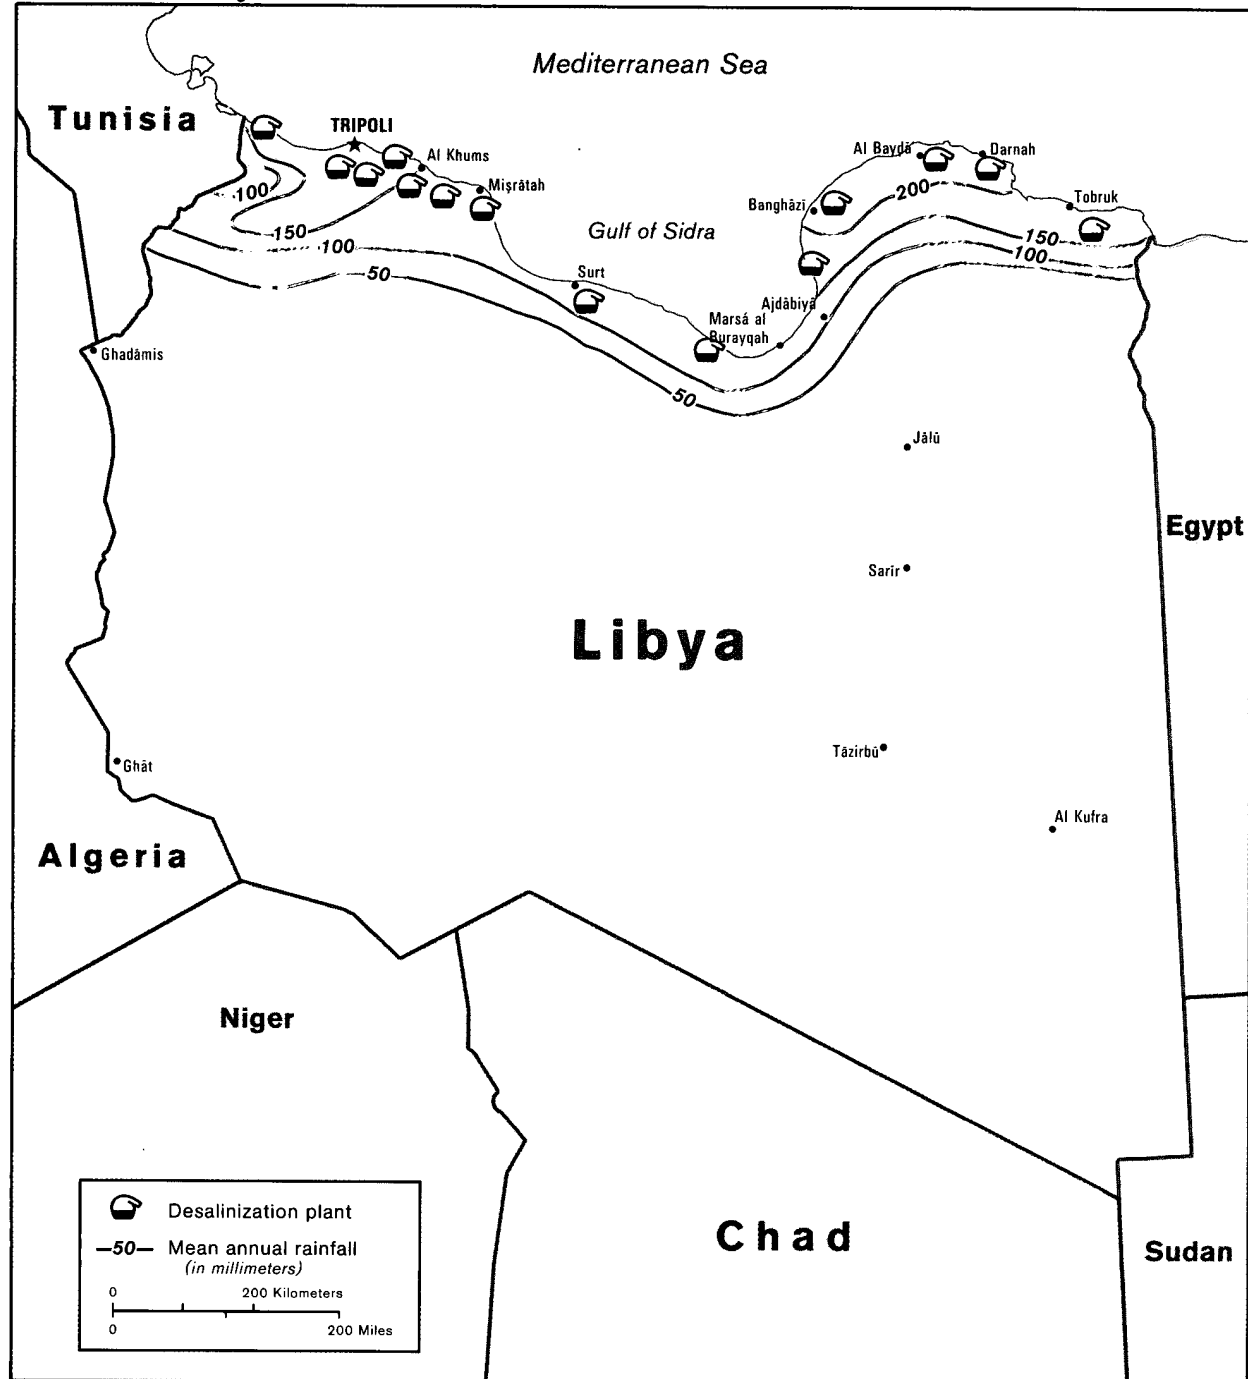 Mediterranean Sea
Tunisia
TRIPOLI
Al Khums
Mişrātah
Al Baydā
Darnah
Banghāzī
Tobruk
Gulf of Sidra
100
150
100
50
200
150
100
50
Surt
Ajdābiyā
Marsá al
Burayqah
Ghadāmis
Jālū
Egypt
Sarīr
Libya
Tāzirbū
Ghāt
Al Kufra
Algeria
Niger
Chad
Sudan
Desalinization plant
50 Mean annual rainfall
(in millimeters)
0 200 Kilometers
0 200 Miles